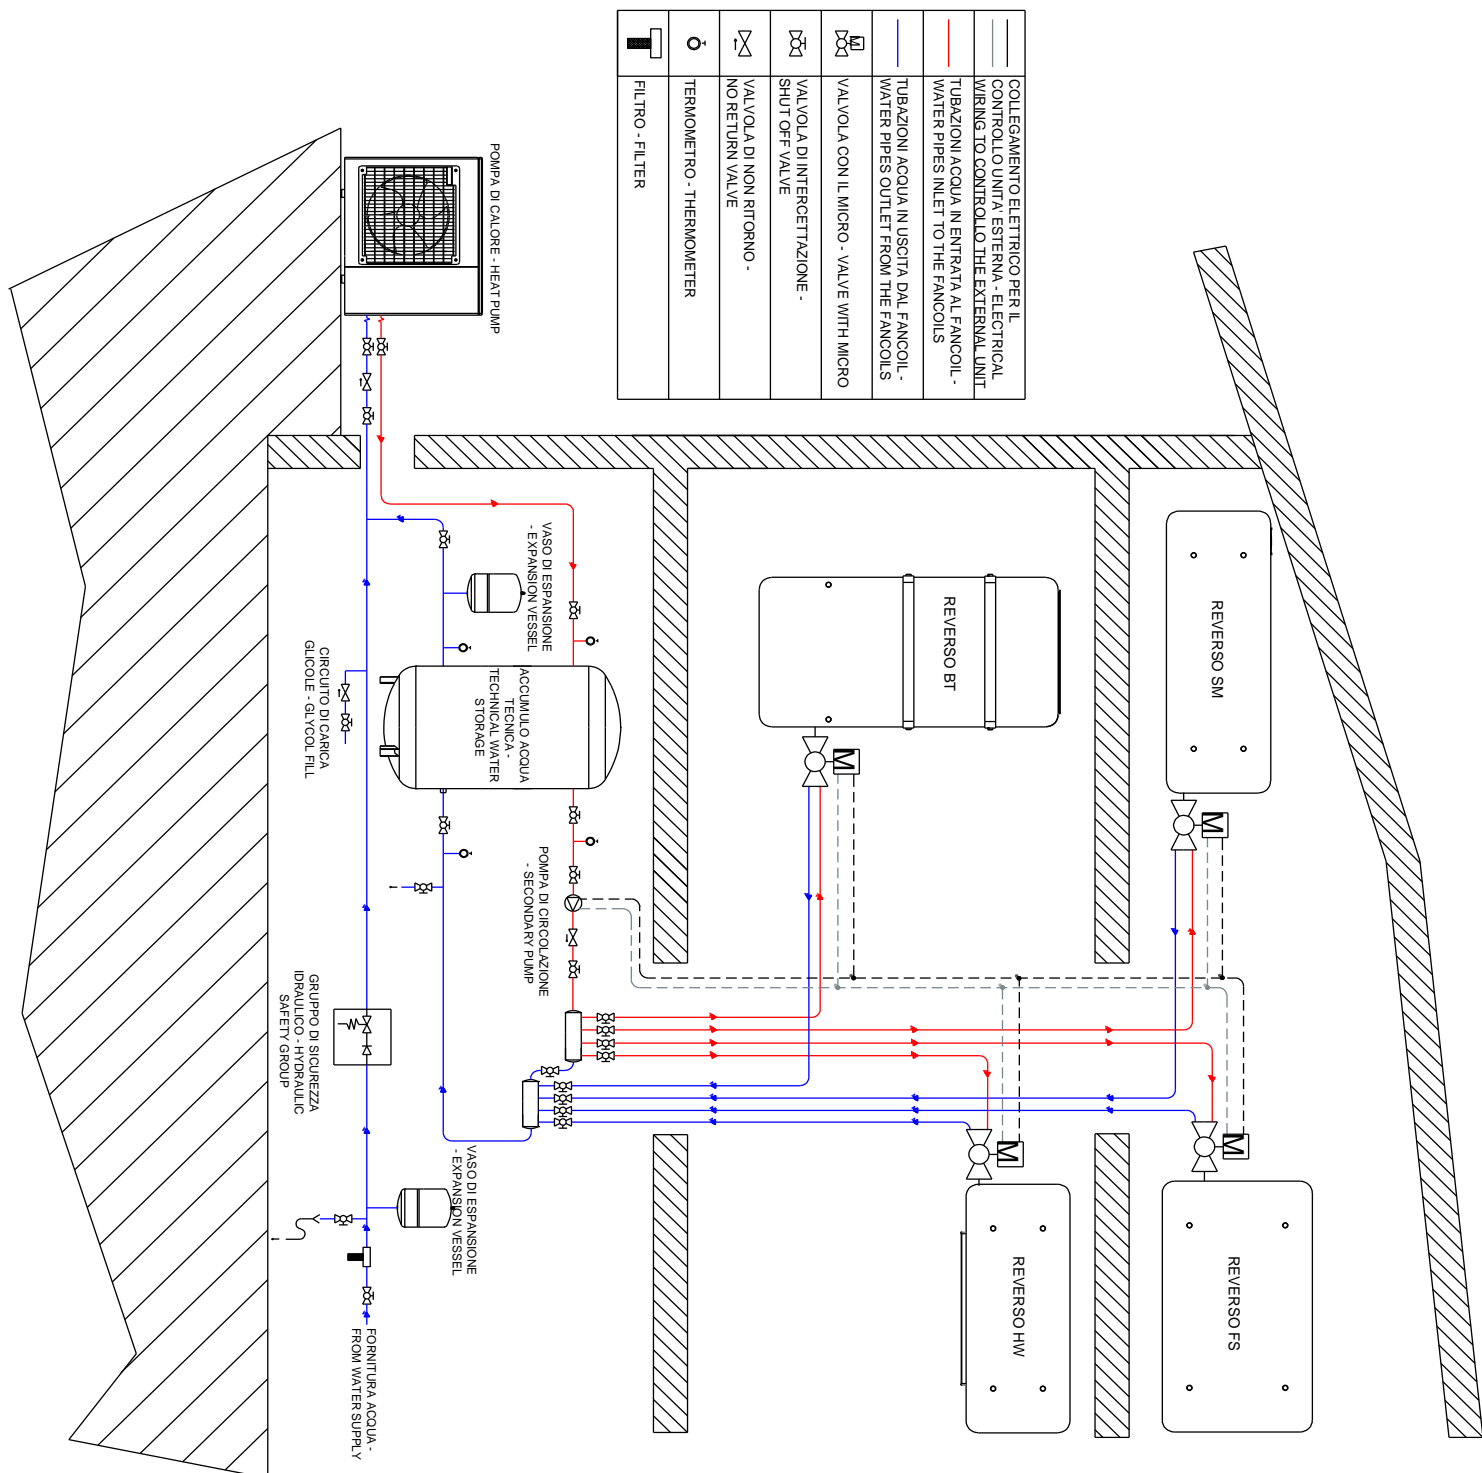 COLLEGAMENTO ELETTRICO PER IL
CONTROLLO UNITA' ESTERNA - ELECTRICAL
WIRING TO CONTROLLO THE EXTERNAL UNIT
TUBAZIONI ACQUA IN ENTRATA AL FANCOIL -
WATER PIPES INLET TO THE FANCOILS
TUBAZIONI ACQUA IN USCITA DAL FANCOIL -
WATER PIPES OUTLET FROM THE FANCOILS
M
VALVOLA CON IL MICRO - VALVE WITH MICRO
VALVOLA DI INTERCETTAZIONE -
SHUT OFF VALVE
VALVOLA DI NON RITORNO -
NO RETURN VALVE
TERMOMETRO - THERMOMETER
FILTRO - FILTER
POMPA DI CALORE - HEAT PUMP
REVERSO SM
M
REVERSO BT
M
VASO DI ESPANSIONE
- EXPANSION VESSEL
ACCUMULO ACQUA
TECNICA -
TECHNICAL WATER
STORAGE
CIRCUITO DI CARICA
GLICOLE - GLYCOL FILL
POMPA DI CIRCOLAZIONE
- SECONDARY PUMP
GRUPPO DI SICUREZZA
IDRAULICO - HYDRAULIC
SAFETY GROUP
M
REVERSO FS
M
REVERSO HW
VASO DI ESPANSIONE
- EXPANSION VESSEL
FORNITURA ACQUA -
FROM WATER SUPPLY